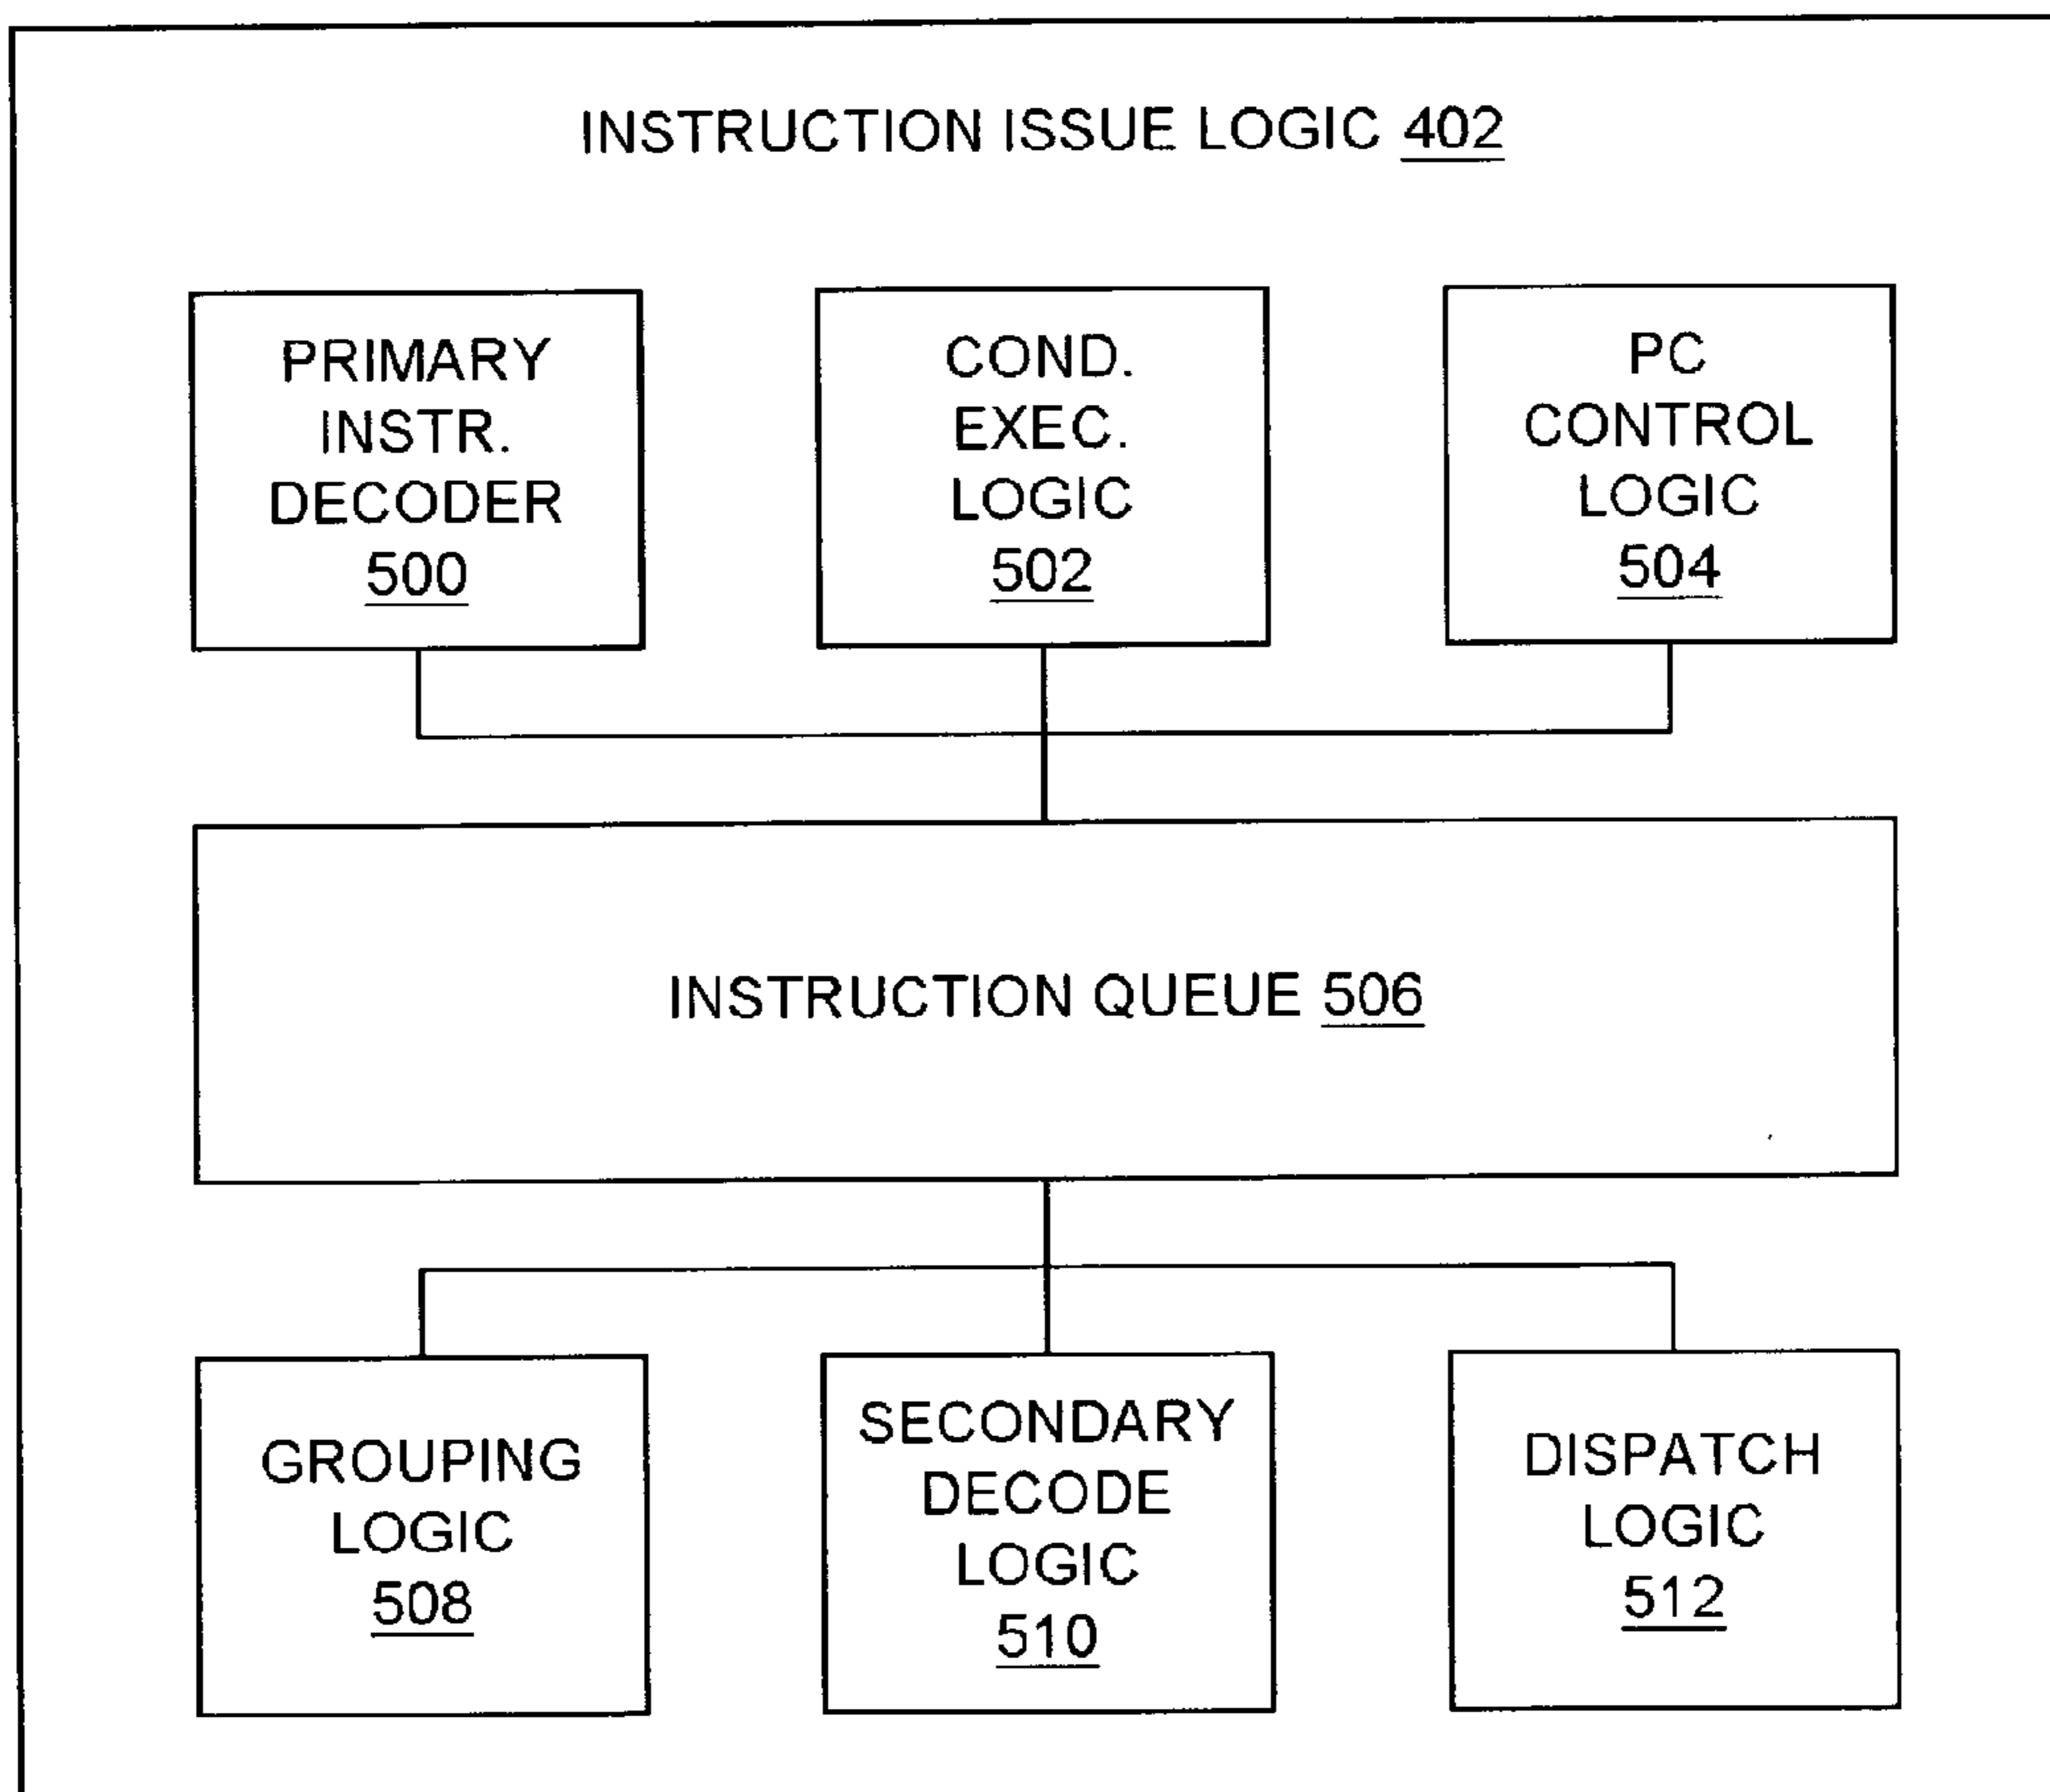 INSTRUCTION ISSUE LOGIC 402
PRIMARY
INSTR.
DECODER
500
COND.
EXEC.
LOGIC
502
PC
CONTROL
LOGIC
504
INSTRUCTION QUEUE 506
GROUPING
LOGIC
508
SECONDARY
DECODE
LOGIC
510
DISPATCH
LOGIC
512